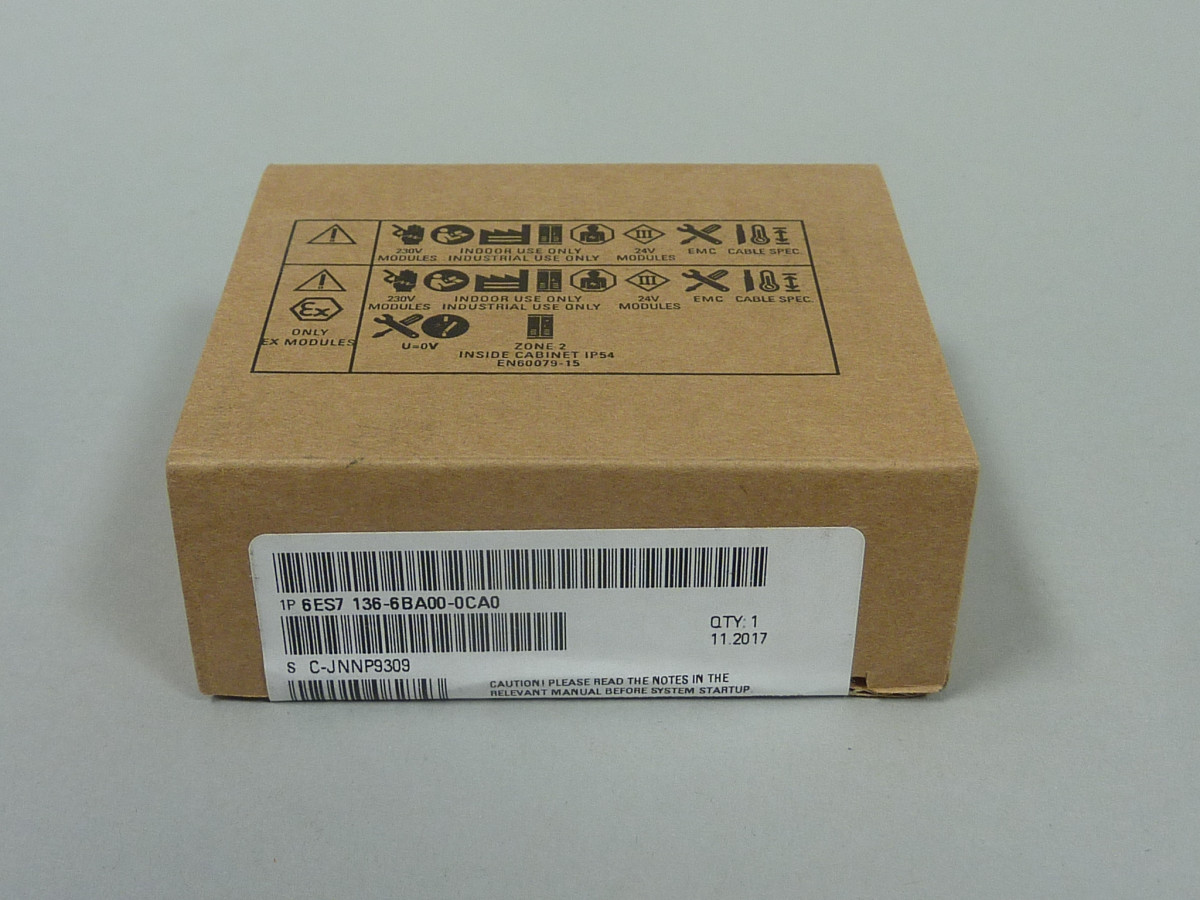 230V MODULES INDOOR USE ONLY INDUSTRIAL USE ONLY III 24V MODULES EMC CABLE SPEC.
230V MODULES INDOOR USE ONLY INDUSTRIAL USE ONLY III 24V MODULES EMC CABLE SPEC.
Ex
ONLY
EX MODULES
U=0V
ZONE 2
INSIDE CABINET IP54
EN60079-15
1P 6ES7 136-6BA00-0CA0
QTY: 1
11.2017
S C-JNNP9309
CAUTION! PLEASE READ THE NOTES IN THE
RELEVANT MANUAL BEFORE SYSTEM STARTUP.